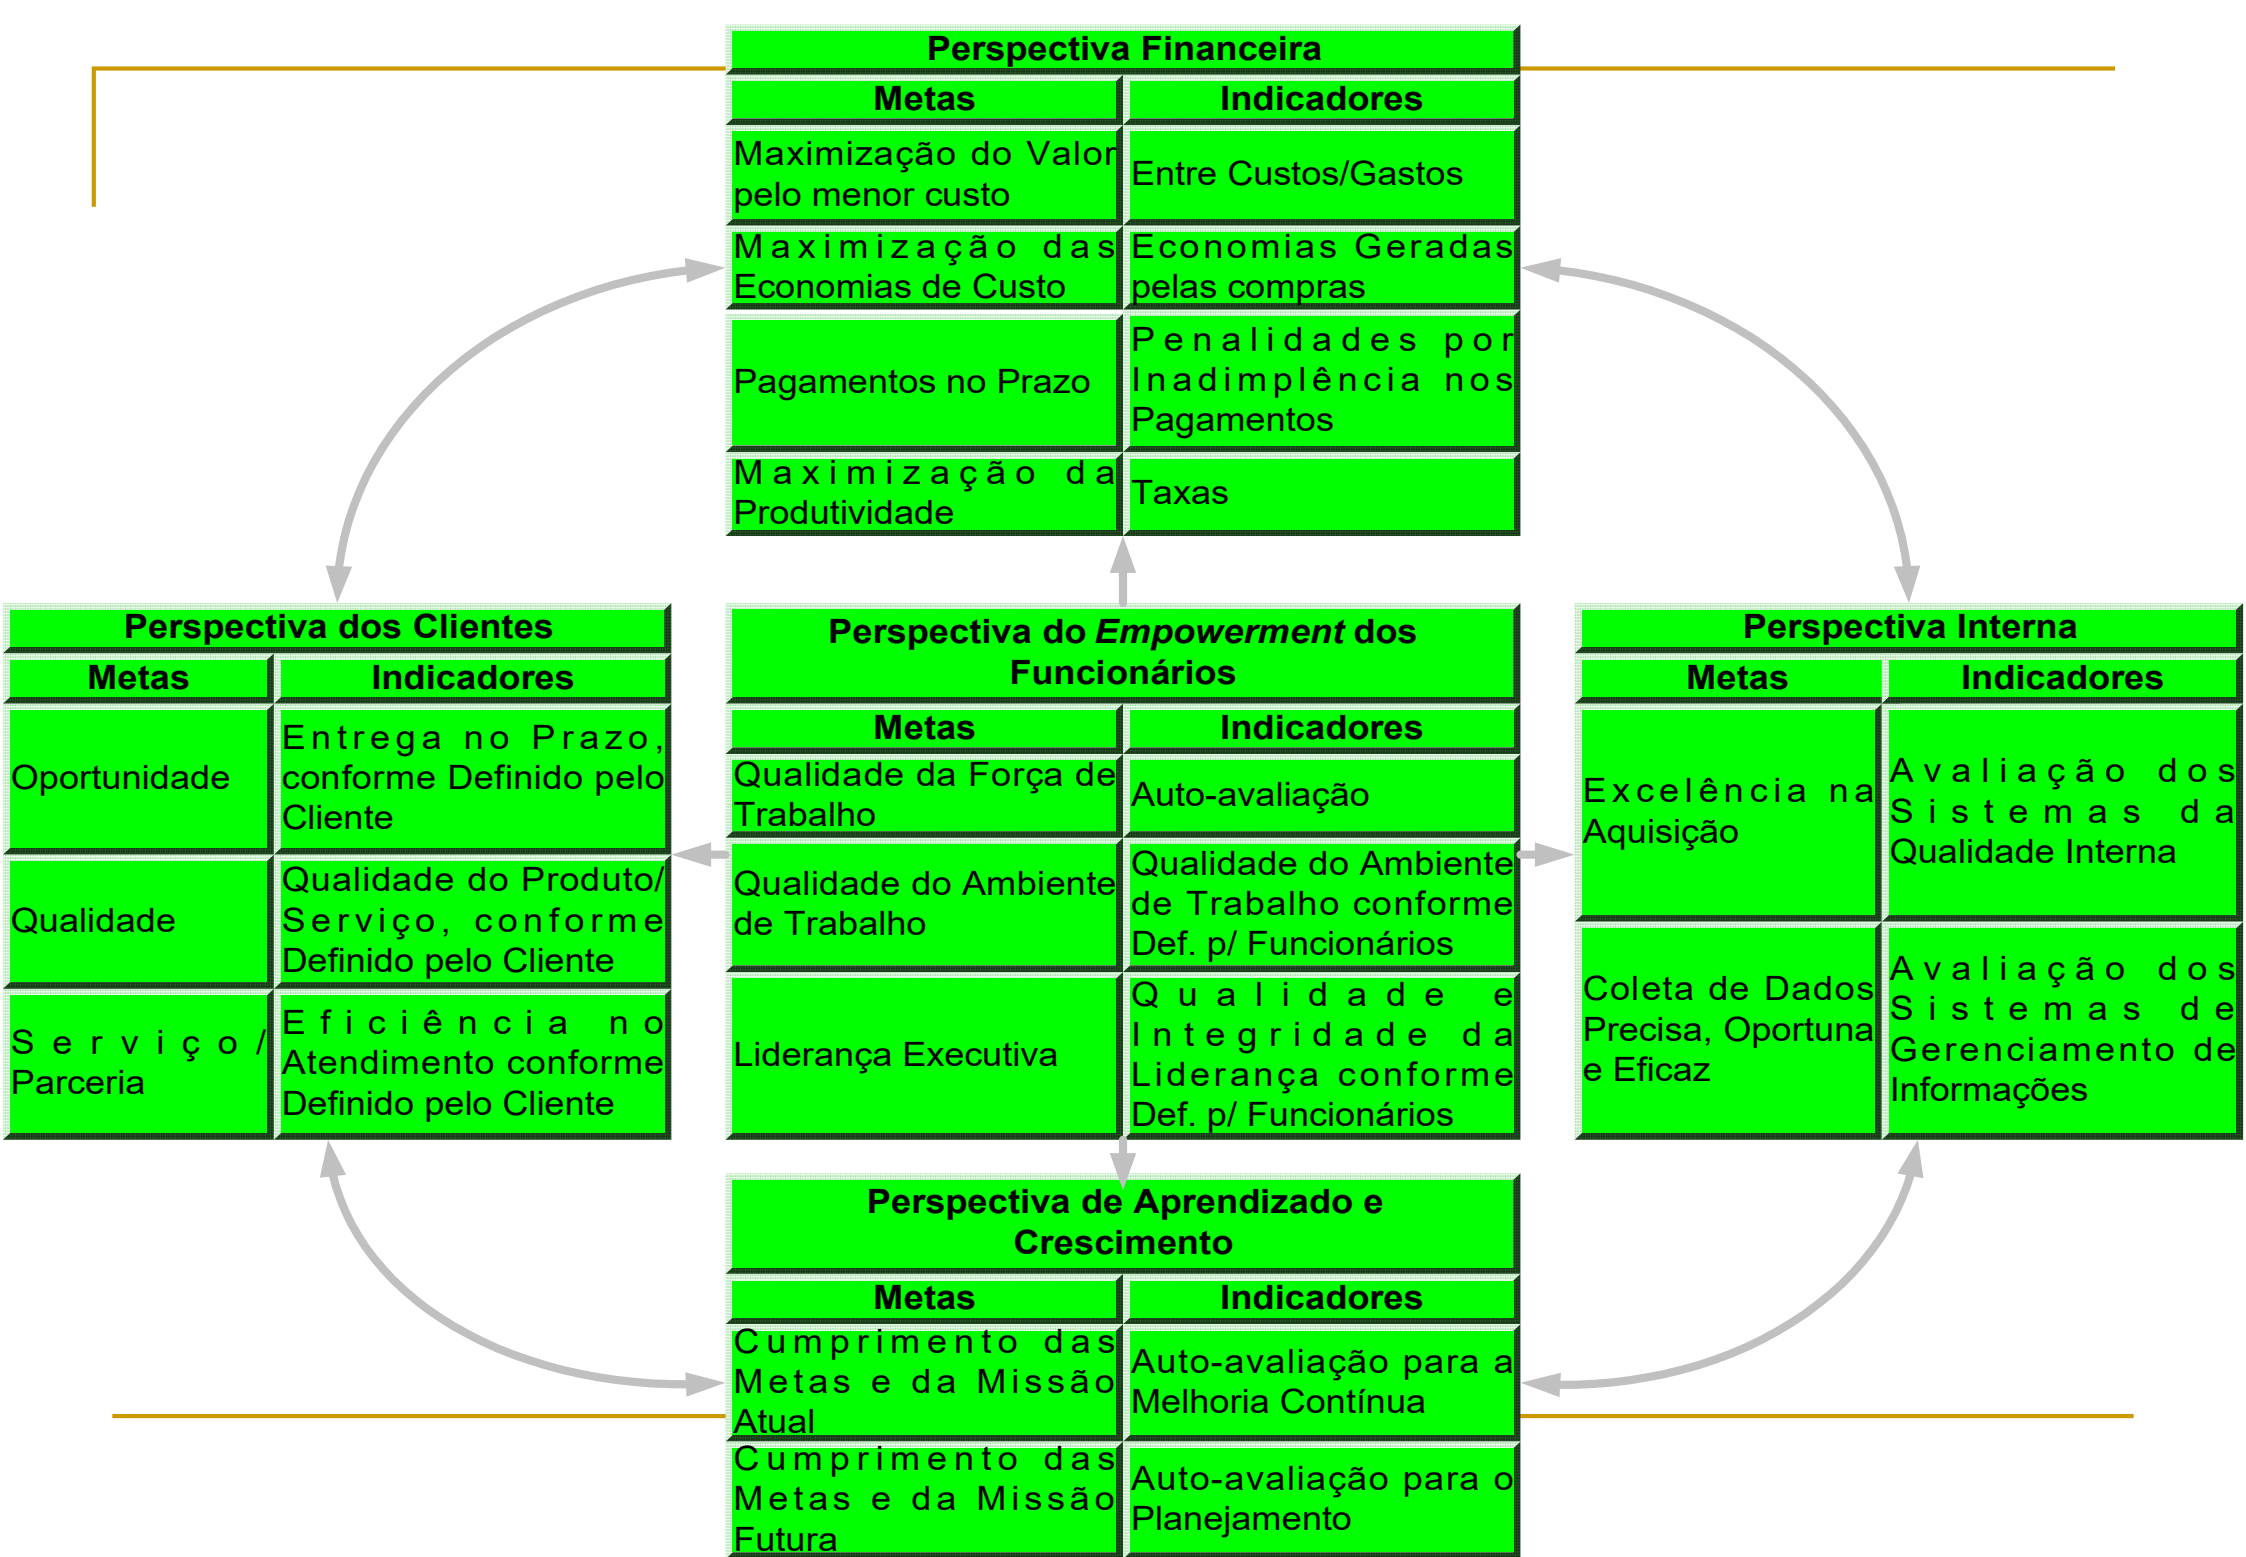 Perspectiva Financeira
Metas
Indicadores
Maximização do Valor
pelo menor custo
Entre Custos/Gastos
Maximização das
Economias de Custo
Economias Geradas
pelas compras
Pagamentos no Prazo
Penalidades por
Inadimplência nos
Pagamentos
Maximização da
Produtividade
Taxas
Perspectiva dos Clientes
Metas
Indicadores
Oportunidade
Entrega no Prazo,
conforme Definido pelo
Cliente
Qualidade
Qualidade do Produto/
Serviço, conforme
Definido pelo Cliente
Serviço/
Parceria
Eficiência no
Atendimento conforme
Definido pelo Cliente
Perspectiva do Empowerment dos
Funcionários
Metas
Indicadores
Qualidade da Força de
Trabalho
Auto-avaliação
Qualidade do Ambiente
de Trabalho
Qualidade do Ambiente
de Trabalho conforme
Def. p/ Funcionários
Liderança Executiva
Qualidade e
Integridade da
Liderança conforme
Def. p/ Funcionários
Perspectiva Interna
Metas
Indicadores
Excelência na
Aquisição
Avaliação dos
Sistemas da
Qualidade Interna
Coleta de Dados
Precisa, Oportuna
e Eficaz
Avaliação dos
Sistemas de
Gerenciamento de
Informações
Perspectiva de Aprendizado e
Crescimento
Metas
Indicadores
Cumprimento das
Metas e da Missão
Atual
Auto-avaliação para a
Melhoria Contínua
Cumprimento das
Metas e da Missão
Futura
Auto-avaliação para o
Planejamento